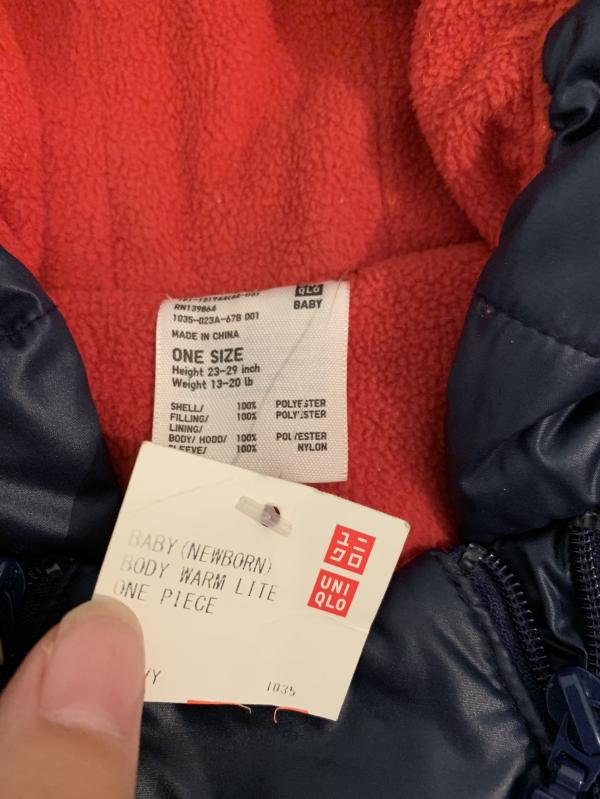 QLO
BABY
RN139864
1035-023A-67B 001
MADE IN CHINA
ONE SIZE
Height 23-29 inch
Weight 13-20 lb
SHELL/ 100% POLYESTER
FILLING/ 100% POLYESTER
LINING/
BODY/ HOOD/ 100% POLYESTER
SLEEVE/ 100% NYLON
BABY(NEWBORN)
BODY WARM LITE
ONE PIECE
ユニ
クロ
UNI
QLO
VY
1035